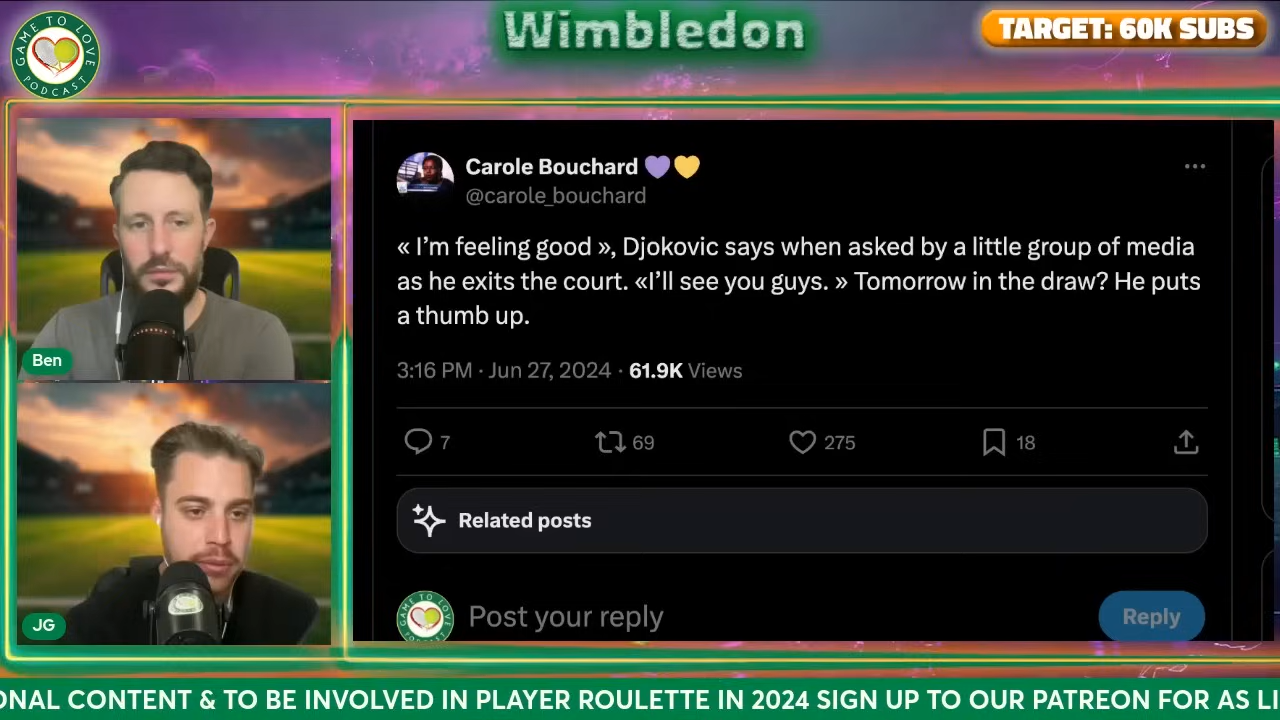 GAME TO LOVE
PODCAST
Wimbledon
TARGET: 60K SUBS
Ben
JG
Carole Bouchard 💜💛
@carole_bouchard
« I’m feeling good », Djokovic says when asked by a little group of media
as he exits the court. «I’ll see you guys. » Tomorrow in the draw? He puts
a thumb up.
3:16 PM · Jun 27, 2024 · 61.9K Views
7 69 275 18
Related posts
GAME TO LOVE
Post your reply
Reply
ONAL CONTENT & TO BE INVOLVED IN PLAYER ROULETTE IN 2024 SIGN UP TO OUR PATREON FOR AS LI